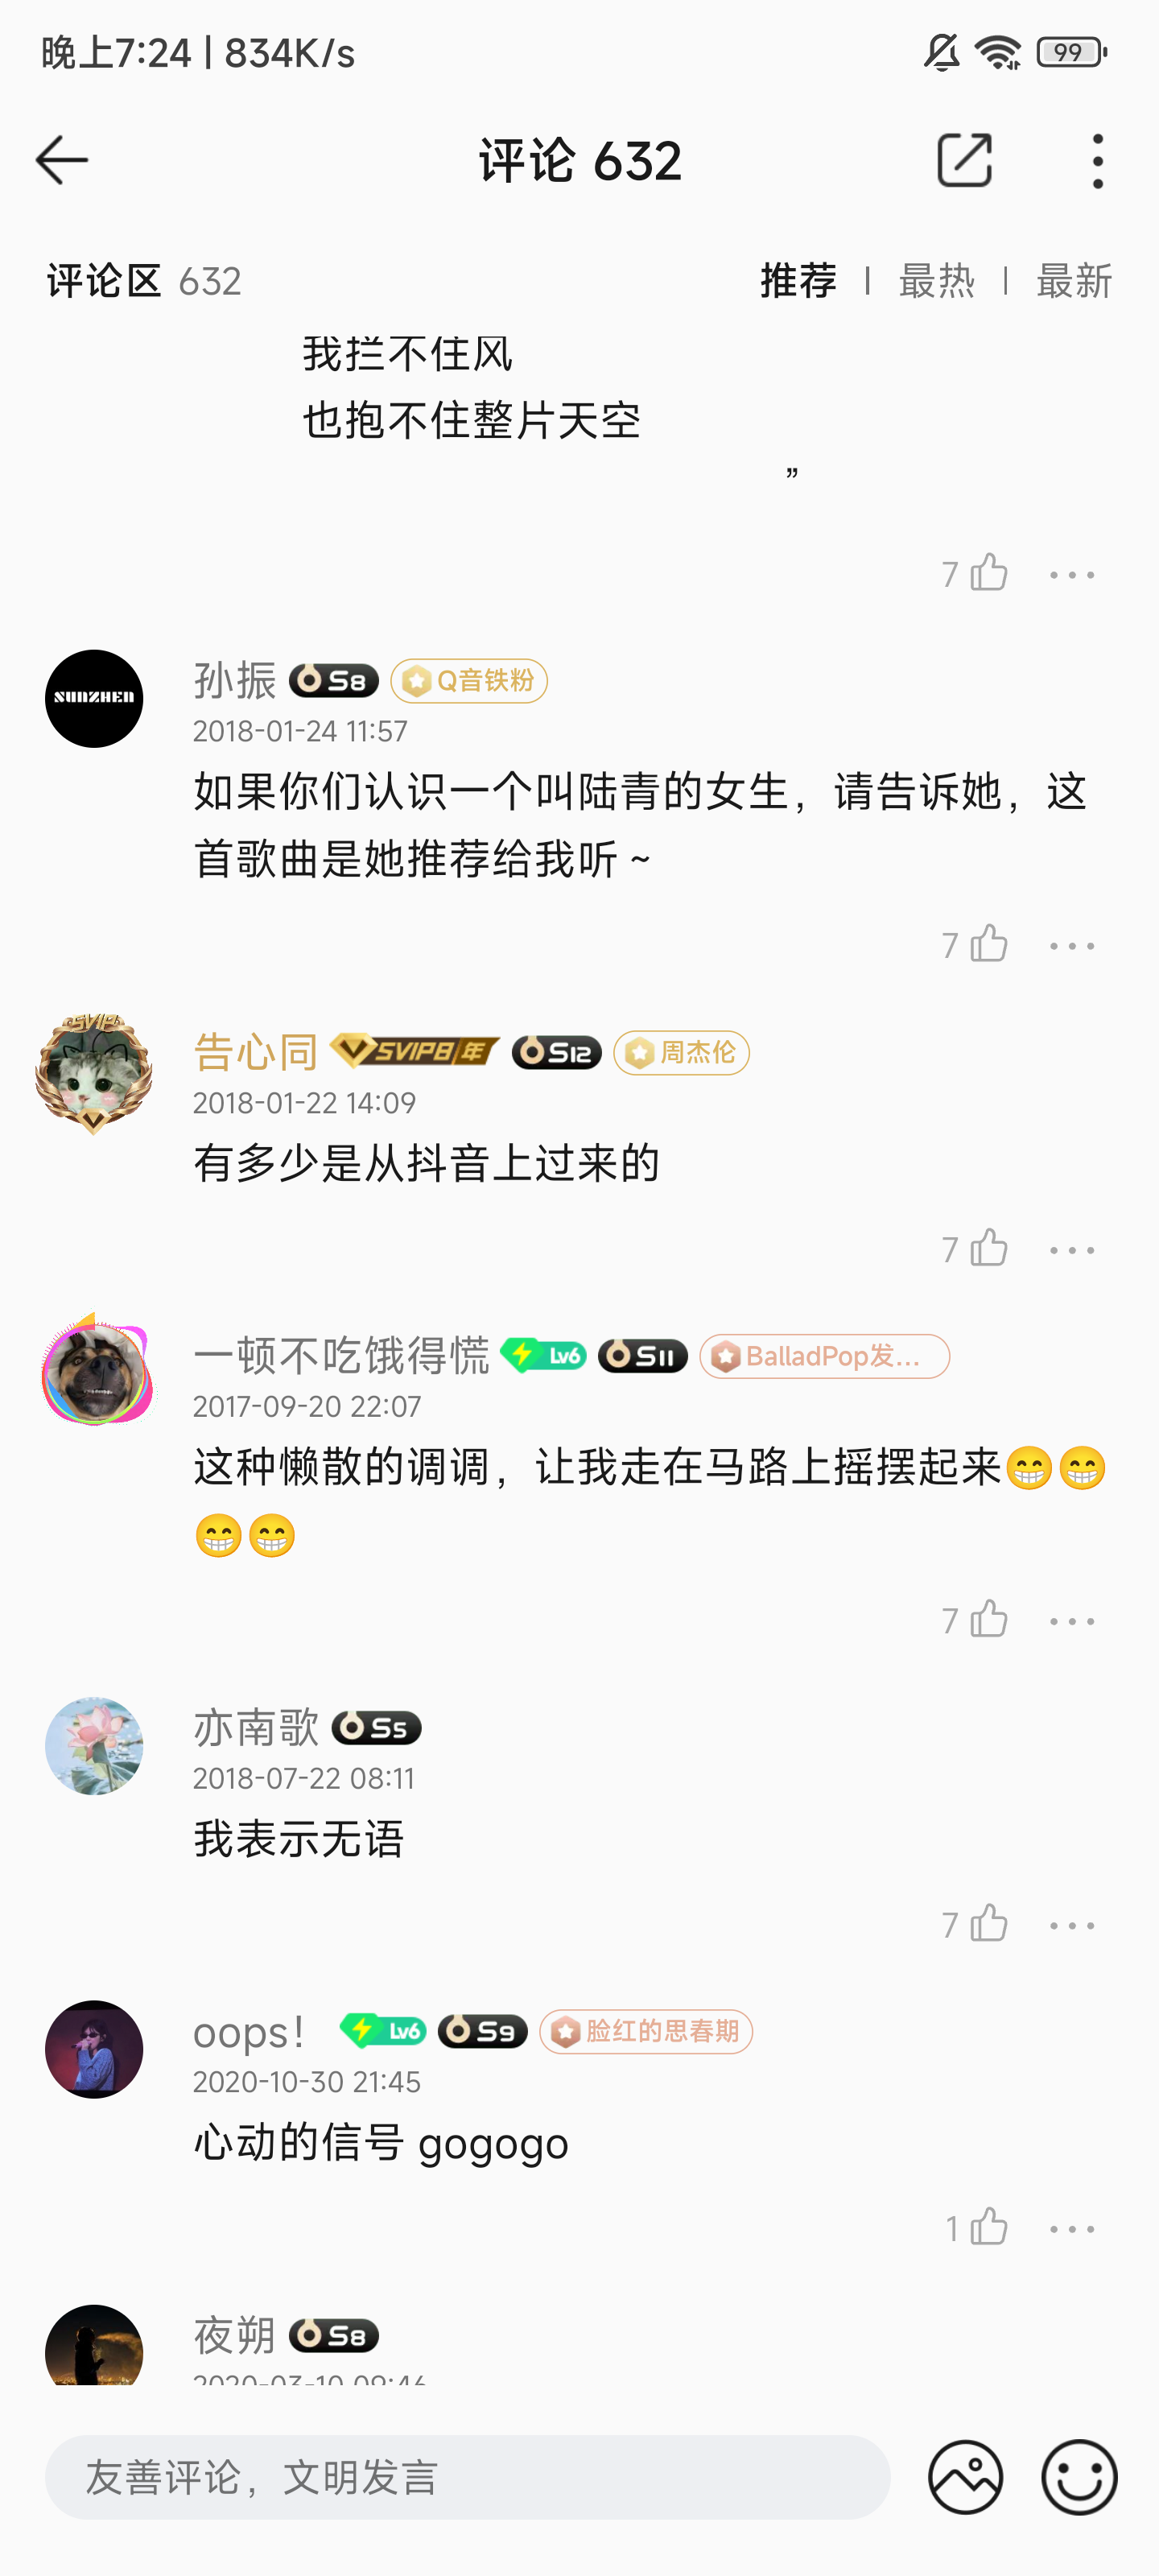 晚上7:24 | 834K/s
99
评论 632
评论区 632
推荐 | 最热 | 最新
我拦不住风
也抱不住整片天空
”
7
孙振 S8 Q音铁粉
SUNZHEN
2018-01-24 11:57
如果你们认识一个叫陆青的女生，请告诉她，这
首歌曲是她推荐给我听 ~
7
SVIP
告心同 SVIP8年 S12 周杰伦
2018-01-22 14:09
有多少是从抖音上过来的
7
一顿不吃饿得慌 Lv6 S11 BalladPop发...
2017-09-20 22:07
这种懒散的调调，让我走在马路上摇摆起来😁😁
😁😁
7
亦南歌 S5
2018-07-22 08:11
我表示无语
7
oops！ Lv6 S9 脸红的思春期
2020-10-30 21:45
心动的信号 gogogo
1
夜朔 S8
2020-03-10 09:46
友善评论，文明发言